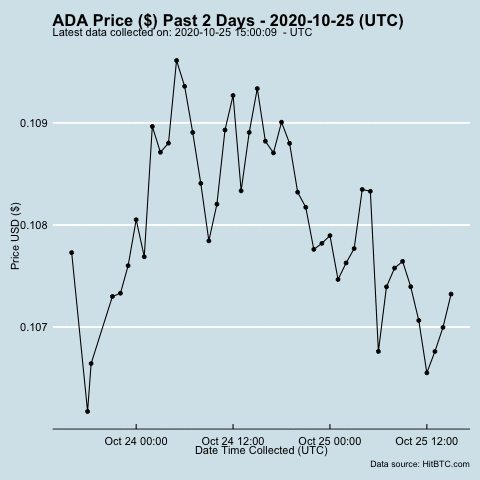 ADA Price ($) Past 2 Days - 2020-10-25 (UTC)
Latest data collected on: 2020-10-25 15:00:09  - UTC
0.109
0.108
0.107
Price USD ($)
Oct 24 00:00 Oct 24 12:00 Oct 25 00:00 Oct 25 12:00
Date Time Collected (UTC)
Data source: HitBTC.com